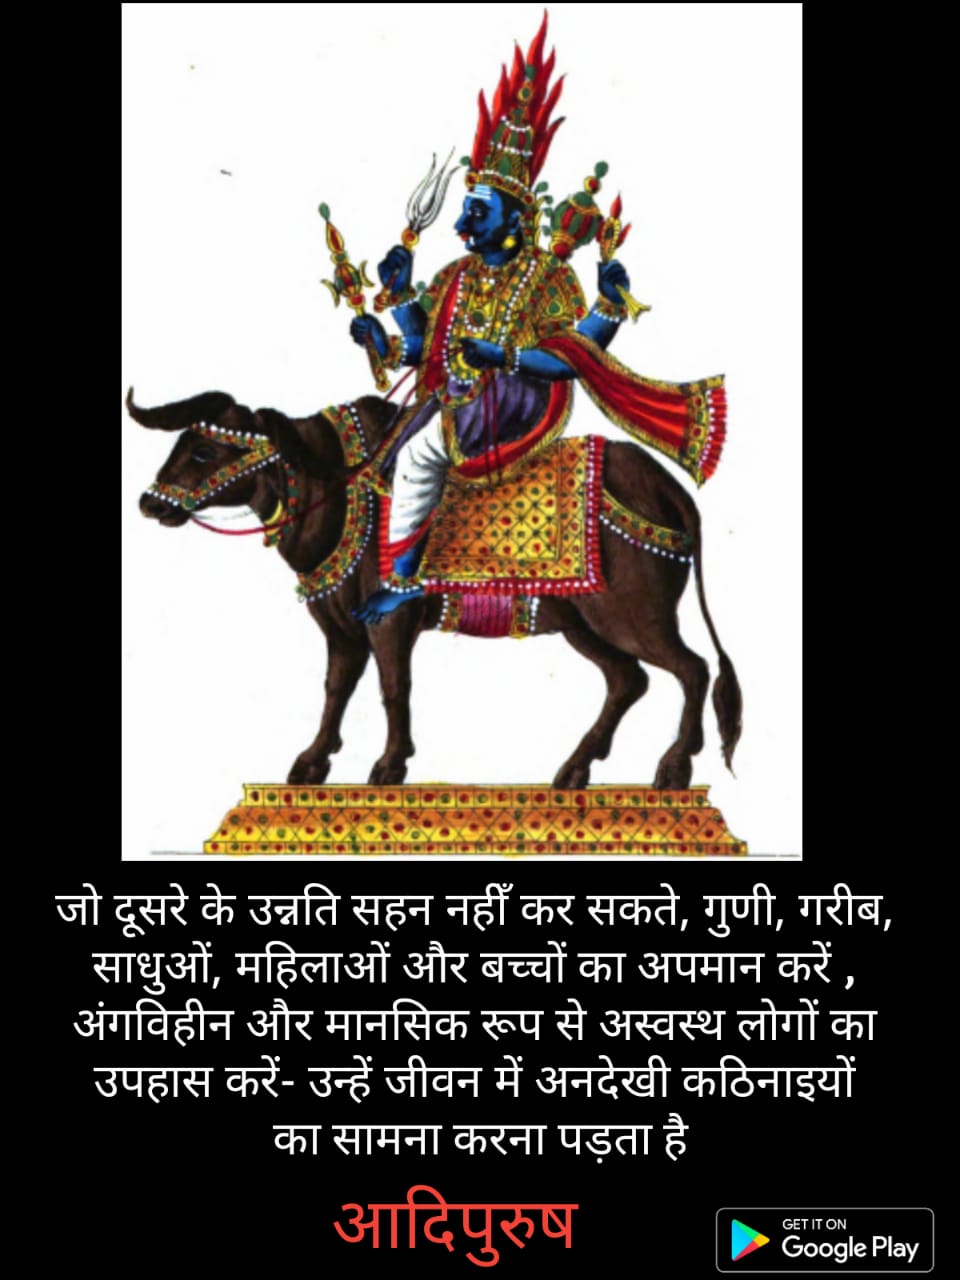 जो दूसरे के उन्नति सहन नहीं कर सकते, गुणी, गरीब,
साधुओं, महिलाओं और बच्चों का अपमान करें ,
अंगविहीन और मानसिक रूप से अस्वस्थ लोगों का
उपहास करें- उन्हें जीवन में अनदेखी कठिनाइयों
का सामना करना पड़ता है
आदिपुरुष
GET IT ON
Google Play